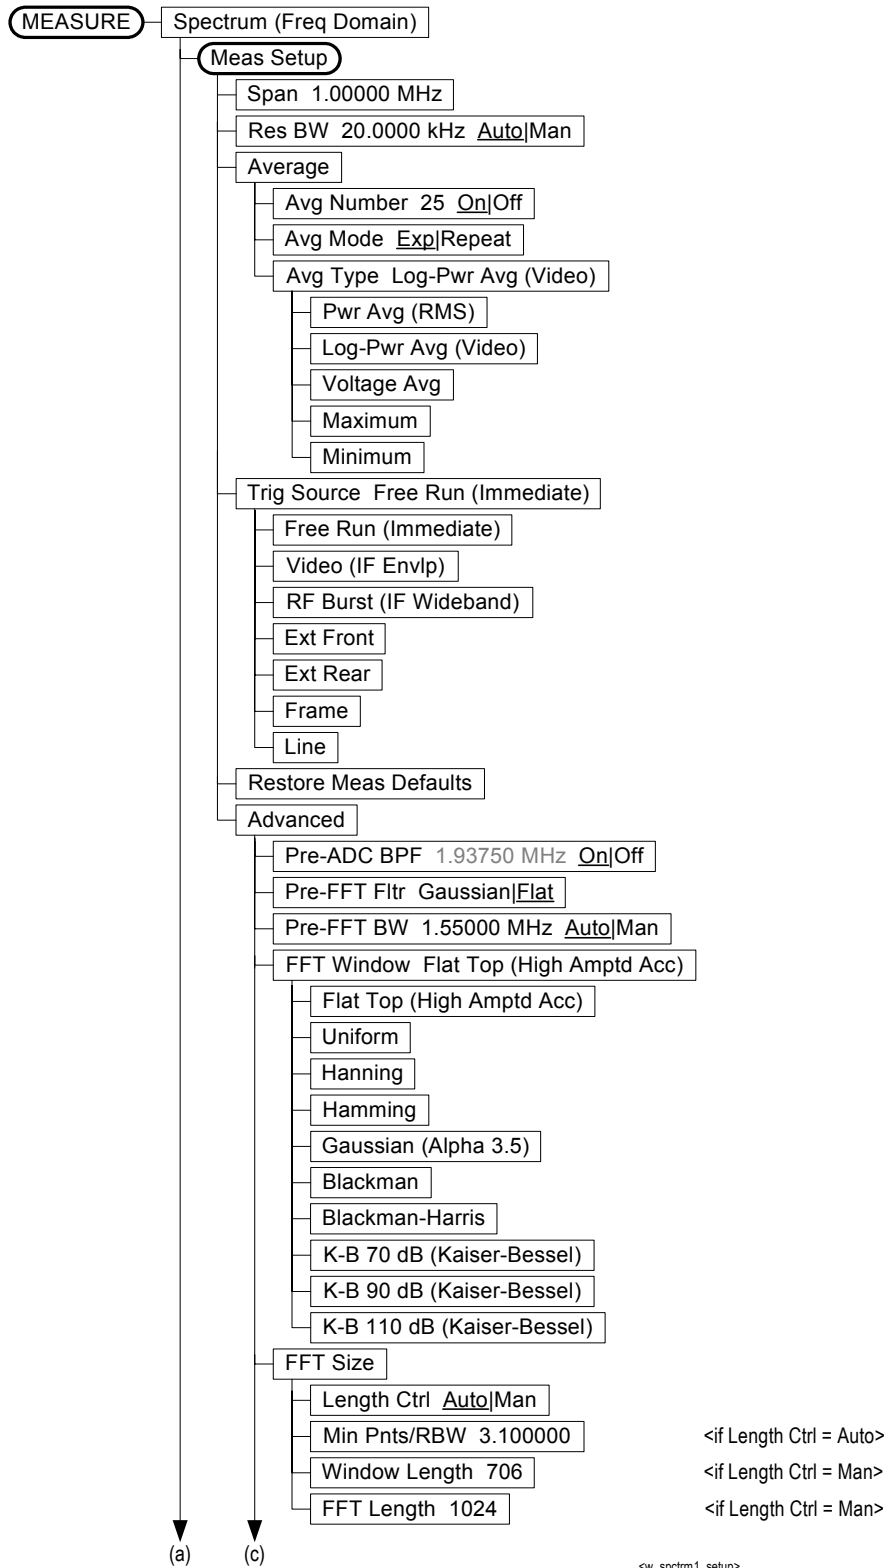 MEASURE Spectrum (Freq Domain)
Meas Setup
Span 1.00000 MHz
Res BW 20.0000 kHz Auto|Man
Average
Avg Number 25 On|Off
Avg Mode Exp|Repeat
Avg Type Log-Pwr Avg (Video)
Pwr Avg (RMS)
Log-Pwr Avg (Video)
Voltage Avg
Maximum
Minimum
Trig Source Free Run (Immediate)
Free Run (Immediate)
Video (IF Envlp)
RF Burst (IF Wideband)
Ext Front
Ext Rear
Frame
Line
Restore Meas Defaults
Advanced
Pre-ADC BPF 1.93750 MHz On|Off
Pre-FFT Fltr Gaussian|Flat
Pre-FFT BW 1.55000 MHz Auto|Man
FFT Window Flat Top (High Amptd Acc)
Flat Top (High Amptd Acc)
Uniform
Hanning
Hamming
Gaussian (Alpha 3.5)
Blackman
Blackman-Harris
K-B 70 dB (Kaiser-Bessel)
K-B 90 dB (Kaiser-Bessel)
K-B 110 dB (Kaiser-Bessel)
FFT Size
Length Ctrl Auto|Man
Min Pnts/RBW 3.100000 <if Length Ctrl = Auto>
Window Length 706 <if Length Ctrl = Man>
FFT Length 1024 <if Length Ctrl = Man>
(a) (c)
<w_spctrm1_setup>